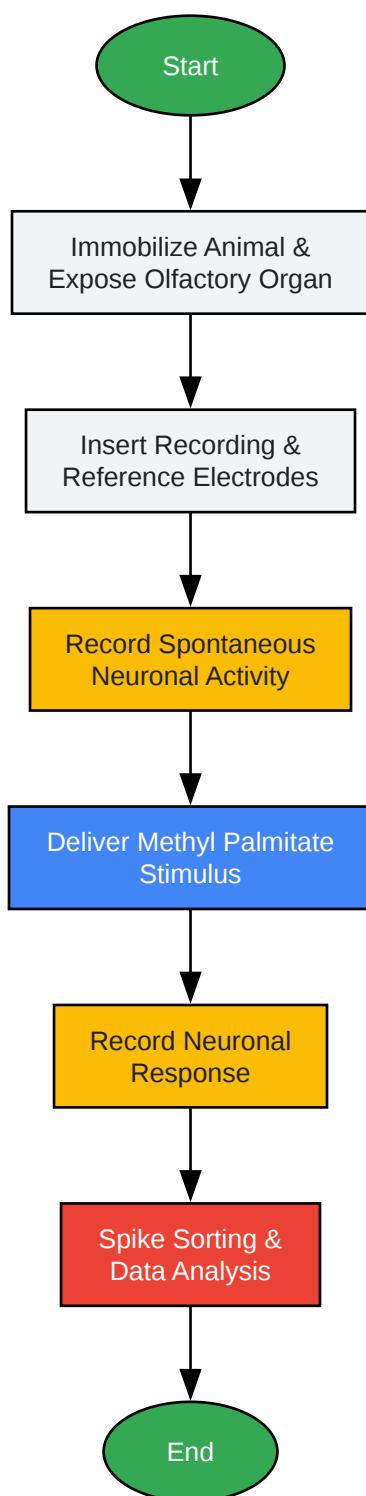 Start
Immobilize Animal &
Expose Olfactory Organ
Insert Recording &
Reference Electrodes
Record Spontaneous
Neuronal Activity
Deliver Methyl Palmitate
Stimulus
Record Neuronal
Response
Spike Sorting &
Data Analysis
End